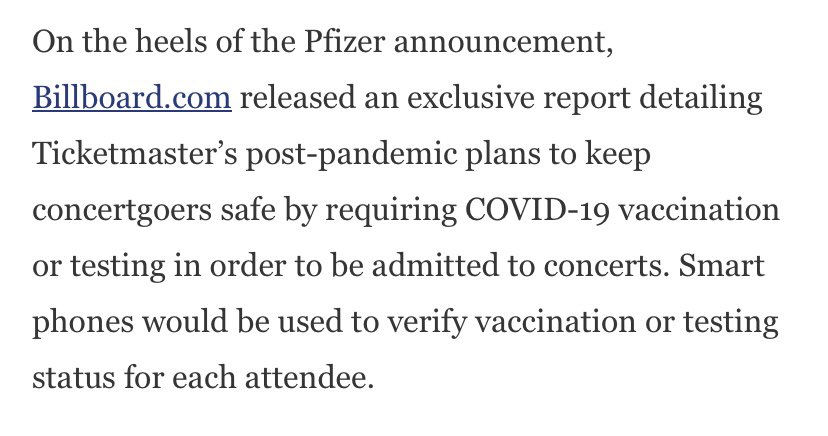 On the heels of the Pfizer announcement,
Billboard.com released an exclusive report detailing
Ticketmaster’s post-pandemic plans to keep
concertgoers safe by requiring COVID-19 vaccination
or testing in order to be admitted to concerts. Smart
phones would be used to verify vaccination or testing
status for each attendee.